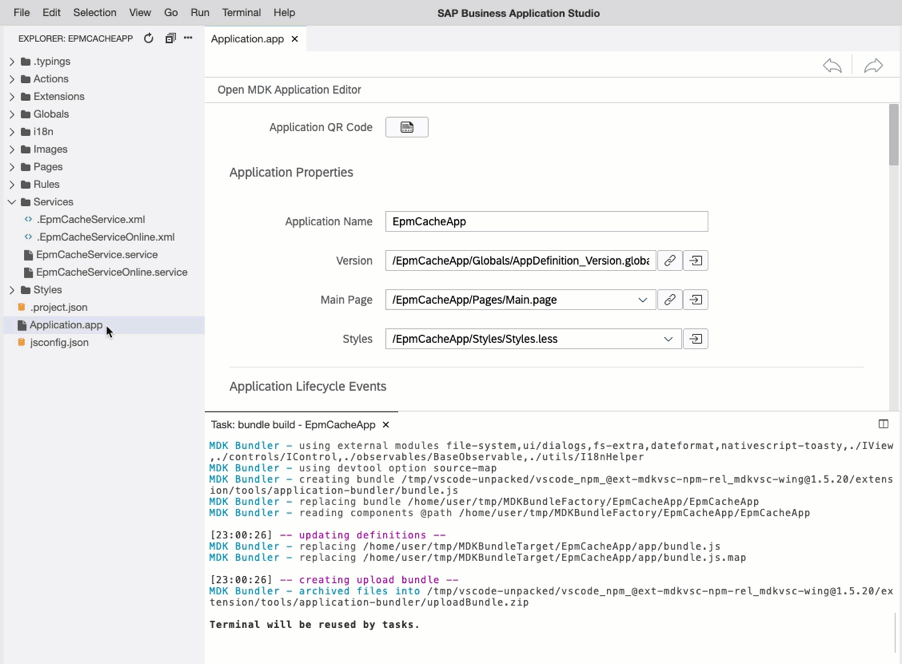 File Edit Selection View Go Run Terminal Help SAP Business Application Studio
EXPLORER: EPMCACHEAPP
Application.app
.typings
Actions
Extensions
Globals
i18n
Images
Pages
Rules
Services
.EpmCacheService.xml
.EpmCacheServiceOnline.xml
EpmCacheService.service
EpmCacheServiceOnline.service
Styles
.project.json
Application.app
jsconfig.json
Open MDK Application Editor
Application QR Code
Application Properties
Application Name EpmCacheApp
Version /EpmCacheApp/Globals/AppDefinition_Version.globa
Main Page /EpmCacheApp/Pages/Main.page
Styles /EpmCacheApp/Styles/Styles.less
Application Lifecycle Events
Task: bundle build - EpmCacheApp
MDK Bundler – using external modules file-system,ui/dialogs,fs-extra,dateformat,nativescript-toasty,./IView
,./controls/IControl,./observables/BaseObservable,./utils/I18nHelper
MDK Bundler – using devtool option source-map
MDK Bundler – creating bundle /tmp/vscode-unpacked/vscode_npm_@ext-mdkvsc-npm-rel_mdkvsc-wing@1.5.20/extens
ion/tools/application-bundler/bundle.js
MDK Bundler – replacing bundle /home/user/tmp/MDKBundleFactory/EpmCacheApp/EpmCacheApp
MDK Bundler – reading components @path /home/user/tmp/MDKBundleFactory/EpmCacheApp/EpmCacheApp
[23:00:26] -- updating definitions --
MDK Bundler – replacing /home/user/tmp/MDKBundleTarget/EpmCacheApp/app/bundle.js
MDK Bundler – replacing /home/user/tmp/MDKBundleTarget/EpmCacheApp/app/bundle.js.map
[23:00:26] -- creating upload bundle --
MDK Bundler – archived files into /tmp/vscode-unpacked/vscode_npm_@ext-mdkvsc-npm-rel_mdkvsc-wing@1.5.20/ex
tension/tools/application-bundler/uploadBundle.zip
Terminal will be reused by tasks.